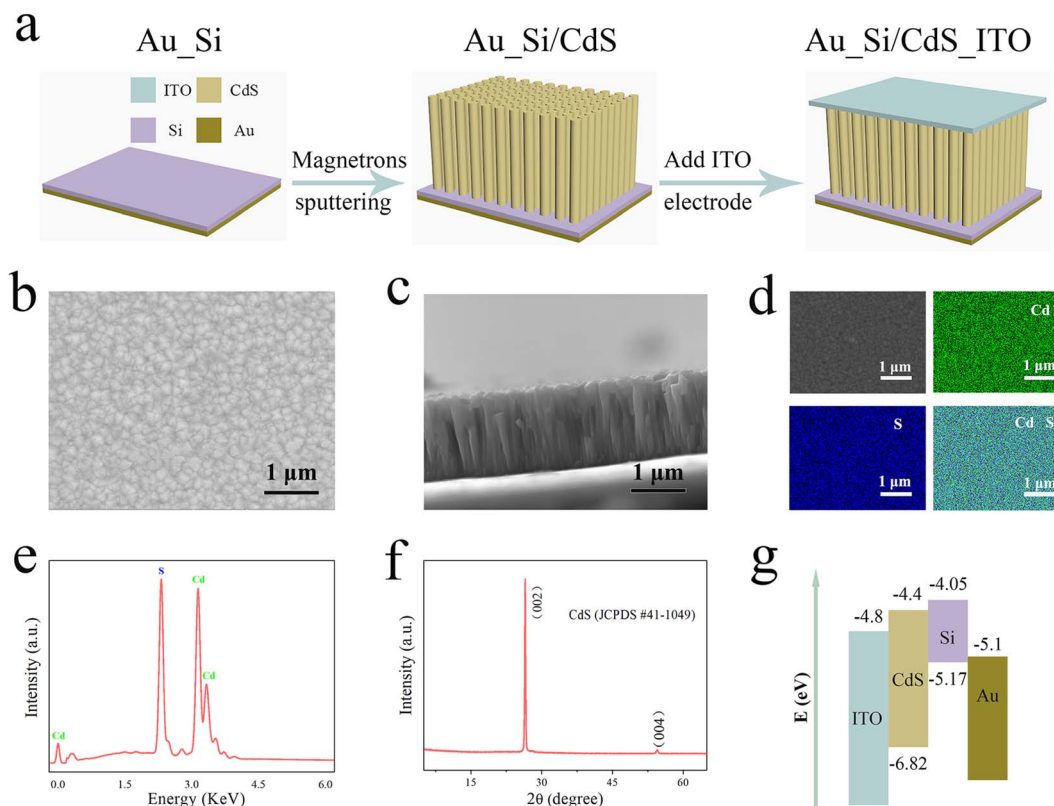 a
Au_Si
Au_Si/CdS
Au_Si/CdS_ITO
ITO CdS
Si Au
Magnetrons
sputtering
Add ITO
electrode
b
1 μm
c
1 μm
d
1 μm
Cd
1 μm
S
1 μm
Cd S
1 μm
e
Intensity (a.u.)
Cd
S
Cd
Cd
0.0 1.5 3.0 4.5 6.0
Energy (KeV)
f
Intensity (a.u.)
(002)
CdS (JCPDS #41-1049)
(004)
15 30 45 60
2θ (degree)
g
E (eV)
-4.8
-4.4
-4.05
-5.1
ITO
CdS
Si
Au
-5.17
-6.82